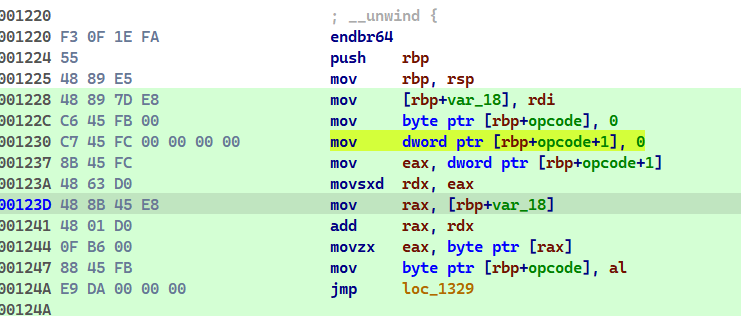 001220 ; __unwind {
001220 F3 0F 1E FA endbr64
001224 55 push rbp
001225 48 89 E5 mov rbp, rsp
001228 48 89 7D E8 mov [rbp+var_18], rdi
00122C C6 45 FB 00 mov byte ptr [rbp+opcode], 0
001230 C7 45 FC 00 00 00 00 mov dword ptr [rbp+opcode+1], 0
001237 8B 45 FC mov eax, dword ptr [rbp+opcode+1]
00123A 48 63 D0 movsxd rdx, eax
00123D 48 8B 45 E8 mov rax, [rbp+var_18]
001241 48 01 D0 add rax, rdx
001244 0F B6 00 movzx eax, byte ptr [rax]
001247 88 45 FB mov byte ptr [rbp+opcode], al
00124A E9 DA 00 00 00 jmp loc_1329
00124A